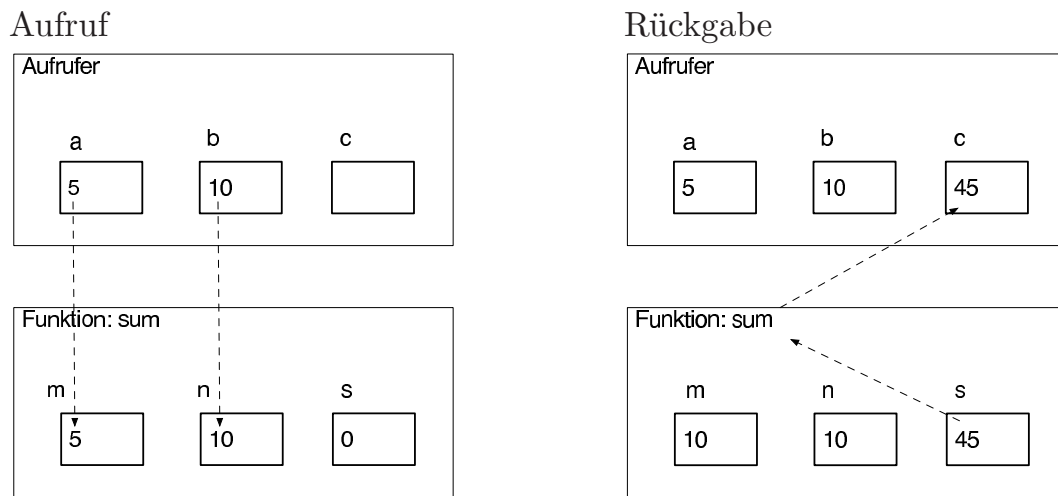 Aufruf
Aufrufer
a b c
5 10
Funktion: sum
m n s
5 10 0
Rückgabe
Aufrufer
a b c
5 10 45
Funktion: sum
m n s
10 10 45